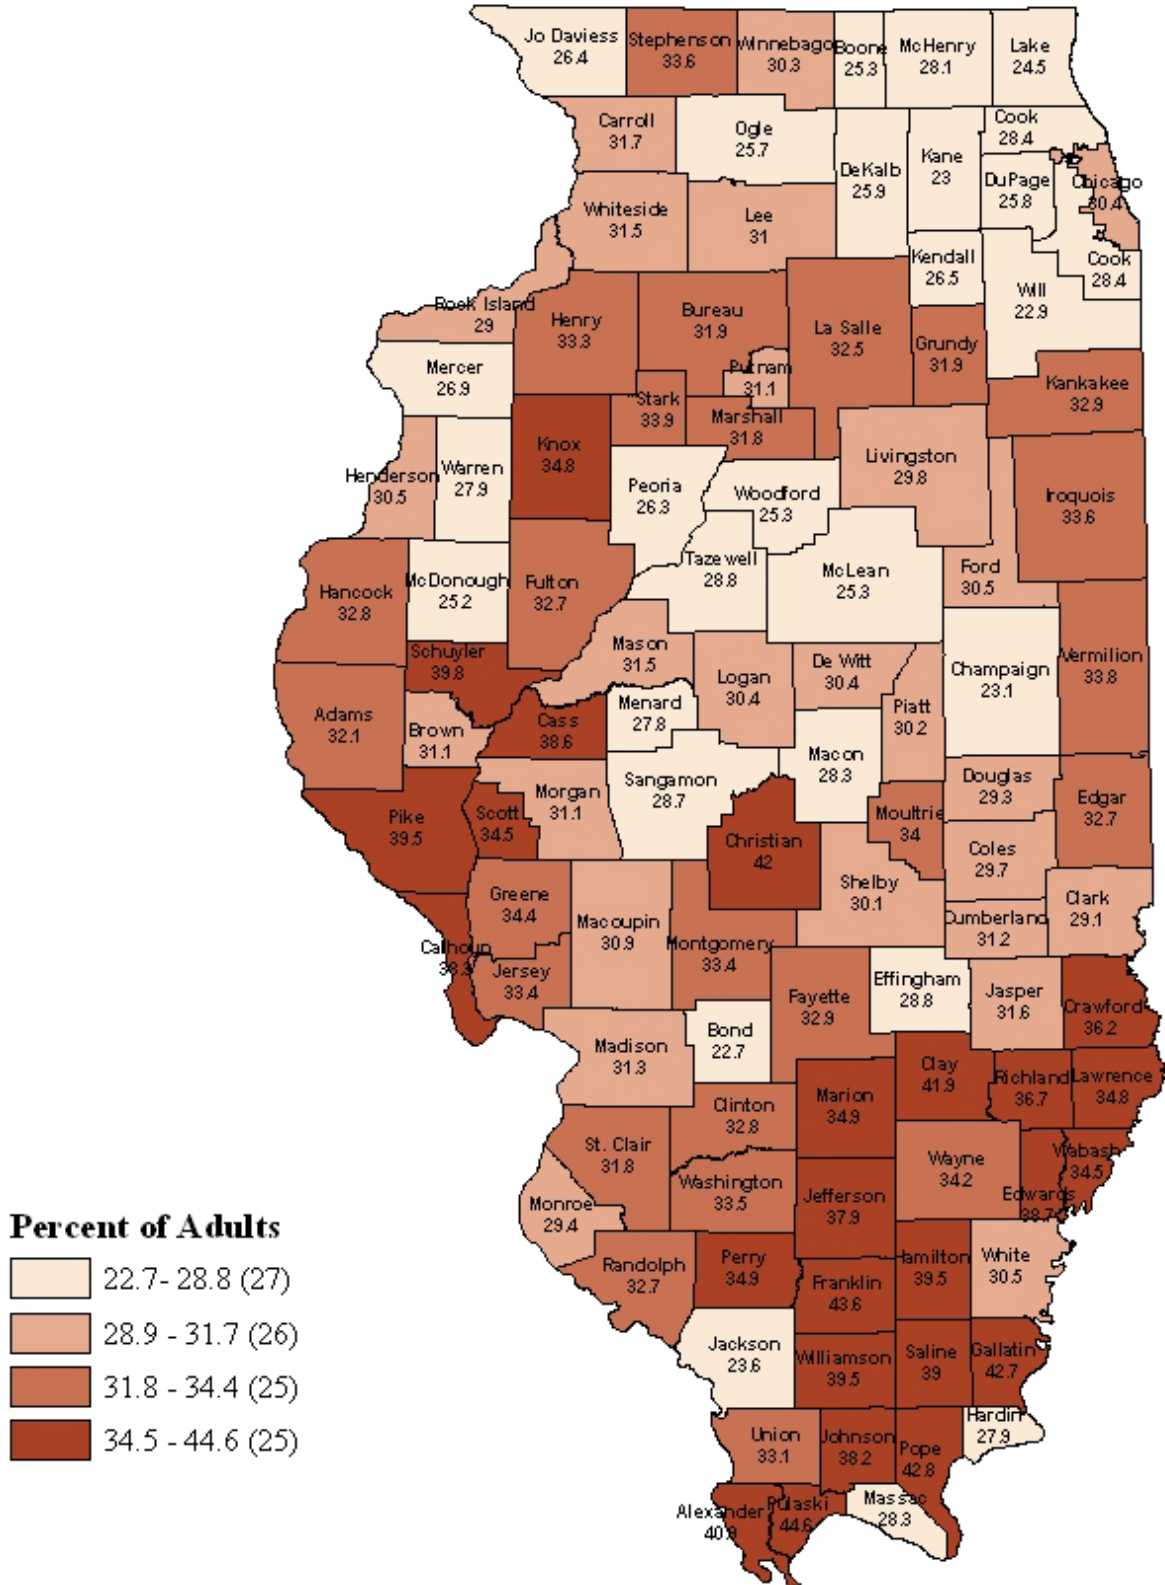 Jo Daviess
26.4
Stephenson
33.6
Winnebago
30.3
Boone
25.3
McHenry
28.1
Lake
24.5
Carroll
31.7
Ogle
25.7
DeKalb
25.9
Kane
23
Cook
28.4
DuPage
25.8
Chicago
30.4
Whiteside
31.5
Lee
31
Kendall
26.5
Cook
28.4
Will
22.9
Rock Island
29
Henry
33.3
Bureau
31.9
La Salle
32.5
Grundy
31.9
Mercer
26.9
Putnam
31.1
Kankakee
32.9
Stark
33.9
Marshall
31.8
Knox
34.8
Henderson
30.5
Warren
27.9
Peoria
26.3
Woodford
25.3
Livingston
29.8
Iroquois
33.6
Hancock
32.8
McDonough
25.2
Fulton
32.7
Tazewell
28.8
McLean
25.3
Ford
30.5
Schuyler
39.8
Mason
31.5
Logan
30.4
De Witt
30.4
Champaign
23.1
Vermilion
33.8
Adams
32.1
Brown
31.1
Cass
38.6
Menard
27.8
Piatt
30.2
Macon
28.3
Pike
39.5
Scott
34.5
Morgan
31.1
Sangamon
28.7
Christian
42
Moultrie
34
Douglas
29.3
Edgar
32.7
Coles
29.7
Shelby
30.1
Greene
34.4
Macoupin
30.9
Montgomery
33.4
Cumberland
31.2
Clark
29.1
Calhoun
Jersey
33.4
Fayette
32.9
Effingham
28.8
Jasper
31.6
Crawford
36.2
Bond
22.7
Madison
31.3
Clay
41.9
Richland
36.7
Lawrence
34.8
Marion
34.9
Clinton
32.8
St. Clair
31.8
Washington
33.5
Wayne
34.2
Wabash
34.5
Edwards
38.7
Jefferson
37.9
Monroe
29.4
Percent of Adults
22.7- 28.8 (27)
28.9 - 31.7 (26)
31.8 - 34.4 (25)
34.5 - 44.6 (25)
Randolph
32.7
Perry
34.9
Franklin
43.6
Hamilton
39.5
White
30.5
Jackson
23.6
Williamson
39.5
Saline
39
Gallatin
42.7
Union
33.1
Johnson
38.2
Pope
42.8
Hardin
27.9
Alexander
40.9
Pulaski
44.6
Massac
28.3